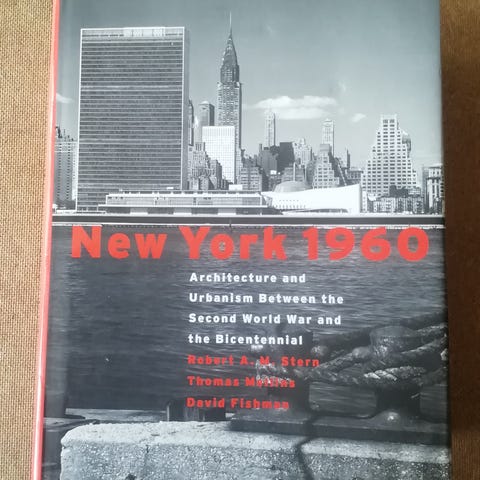 New York 1960
Architecture and
Urbanism Between the
Second World War and
the Bicentennial
Robert A. M. Stern
Thomas Mellins
David Fishman